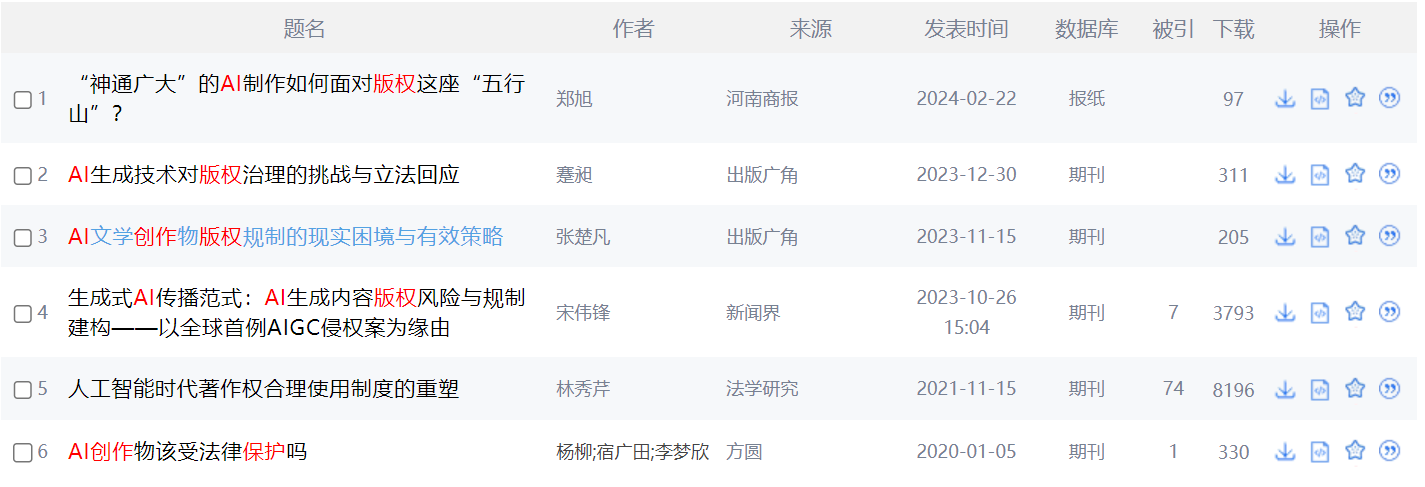 题名 作者 来源 发表时间 数据库 被引 下载 操作
1 “神通广大”的AI制作如何面对版权这座“五行山”? 郑旭 河南商报 2024-02-22 报纸 97
2 AI生成技术对版权治理的挑战与立法回应 蹇昶 出版广角 2023-12-30 期刊 311
3 AI文学创作物版权规制的现实困境与有效策略 张楚凡 出版广角 2023-11-15 期刊 205
4 生成式AI传播范式：AI生成内容版权风险与规制建构——以全球首例AIGC侵权案为缘由 宋伟锋 新闻界 2023-10-26 15:04 期刊 7 3793
5 人工智能时代著作权合理使用制度的重塑 林秀芹 法学研究 2021-11-15 期刊 74 8196
6 AI创作物该受法律保护吗 杨柳;宿广田;李梦欣 方圆 2020-01-05 期刊 1 330